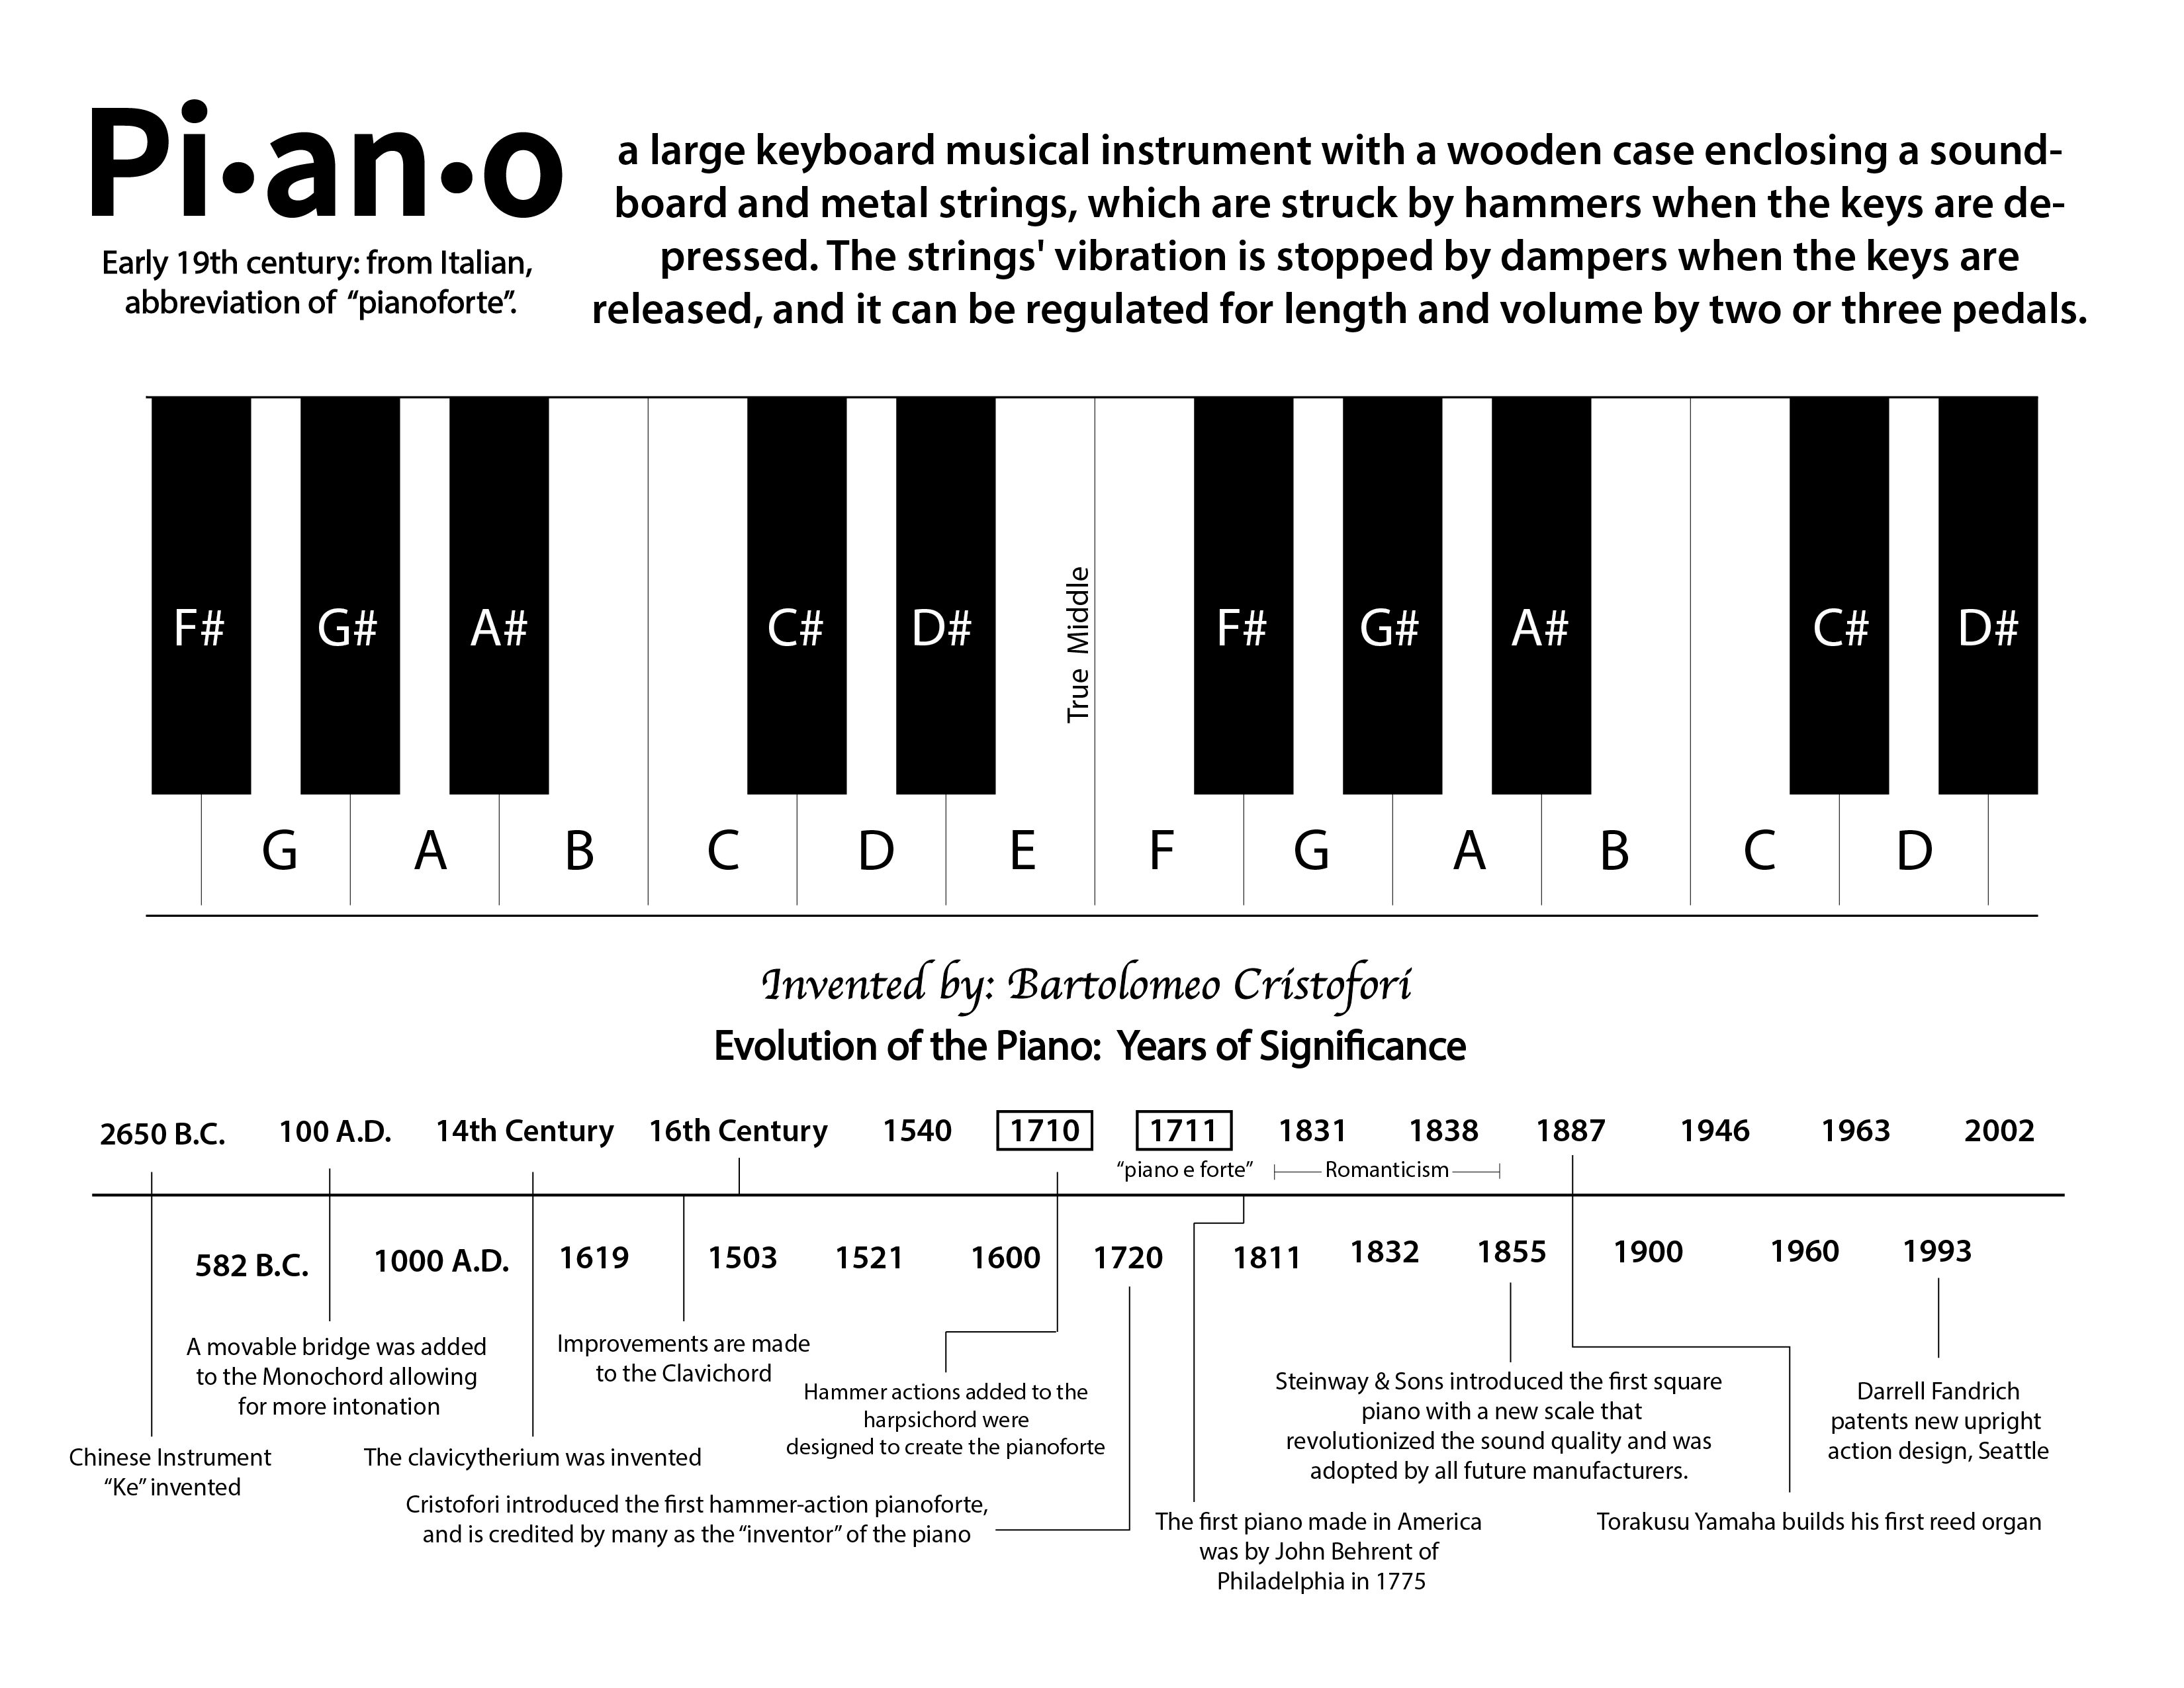 Pi•an•o
Early 19th century: from Italian,
abbreviation of “pianoforte”.
a large keyboard musical instrument with a wooden case enclosing a sound-
board and metal strings, which are struck by hammers when the keys are de-
pressed. The strings' vibration is stopped by dampers when the keys are
released, and it can be regulated for length and volume by two or three pedals.
F# G# A# C# D# F# G# A# C# D#
True Middle
G A B C D E F G A B C D
Invented by: Bartolomeo Cristofori
Evolution of the Piano: Years of Significance
2650 B.C. 100 A.D. 14th Century 16th Century 1540 1710 1711 1831 1838 1887 1946 1963 2002
“piano e forte” Romanticism
582 B.C. 1000 A.D. 1619 1503 1521 1600 1720 1811 1832 1855 1900 1960 1993
A movable bridge was added
to the Monochord allowing
for more intonation
Improvements are made
to the Clavichord
Hammer actions added to the
harpsichord were
designed to create the pianoforte
Steinway & Sons introduced the first square
piano with a new scale that
revolutionized the sound quality and was
adopted by all future manufacturers.
Darrell Fandrich
patents new upright
action design, Seattle
Chinese Instrument
“Ke” invented
The clavicytherium was invented
Cristofori introduced the first hammer-action pianoforte,
and is credited by many as the “inventor” of the piano
The first piano made in America
was by John Behrent of
Philadelphia in 1775
Torakusu Yamaha builds his first reed organ